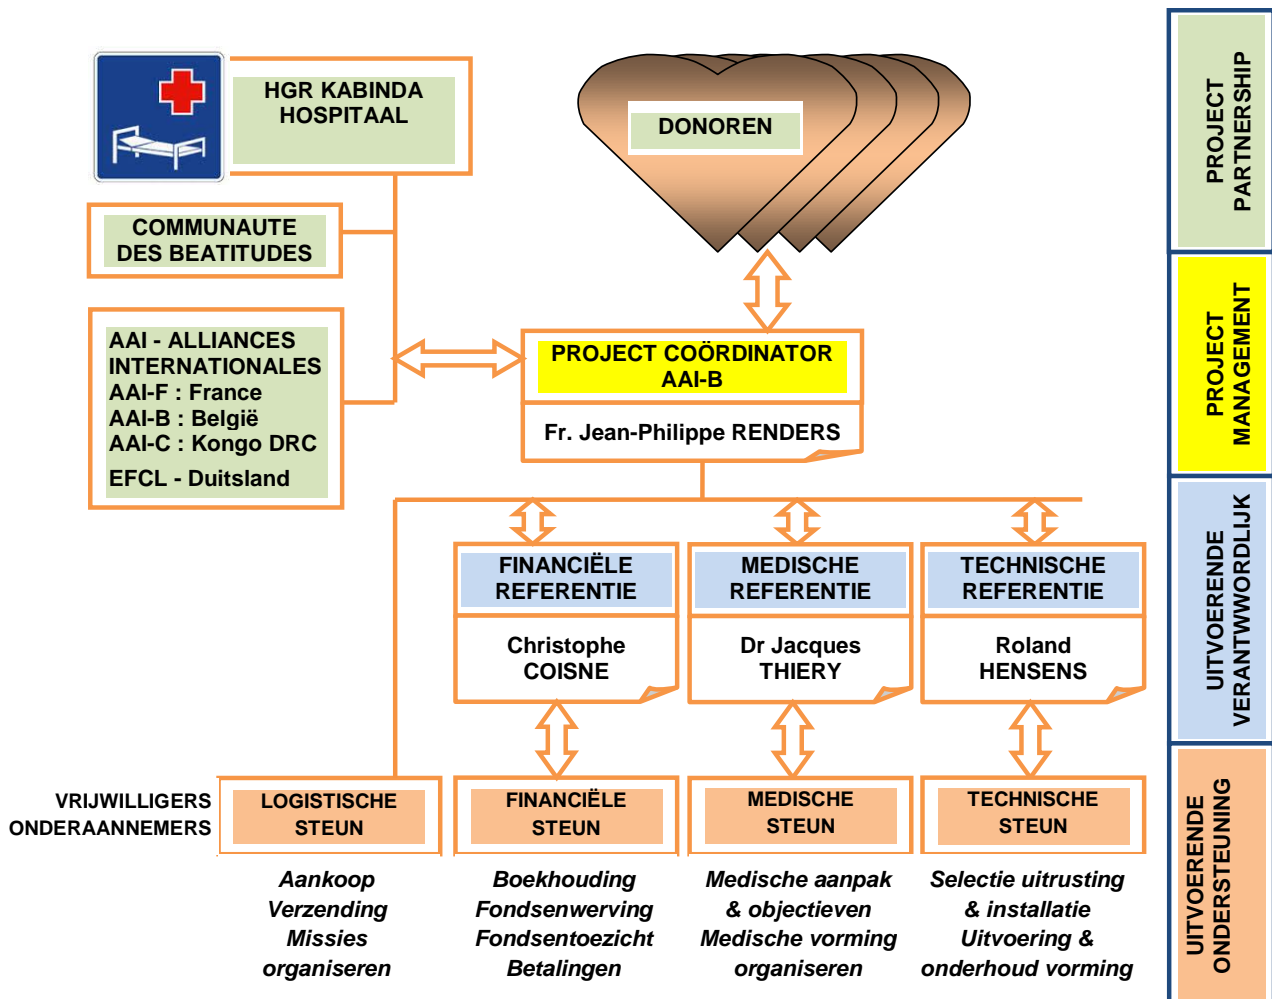 HGR KABINDA
HOSPITAAL
DONOREN
PROJECT
PARTNERSHIP
COMMUNAUTE
DES BEATITUDES
AAI - ALLIANCES
INTERNATIONALES
AAI-F : France
AAI-B : België
AAI-C : Kongo DRC
EFCL - Duitsland
PROJECT COÖRDINATOR
AAI-B
Fr. Jean-Philippe RENDERS
PROJECT
MANAGEMENT
FINANCIËLE
REFERENTIE
Christophe
COISNE
MEDISCHE
REFERENTIE
Dr Jacques
THIERY
TECHNISCHE
REFERENTIE
Roland
HENSENS
UITVOERENDE
VERANTWWORDLIJK
VRIJWILLIGERS
ONDERAANNEMERS
LOGISTISCHE
STEUN
FINANCIËLE
STEUN
MEDISCHE
STEUN
TECHNISCHE
STEUN
Aankoop
Verzending
Missies
organiseren
Boekhouding
Fondsenwerving
Fondsentoezicht
Betalingen
Medische aanpak
& objectieven
Medische vorming
organiseren
Selectie uitrusting
& installatie
Uitvoering &
onderhoud vorming
UITVOERENDE
ONDERSTEUNING